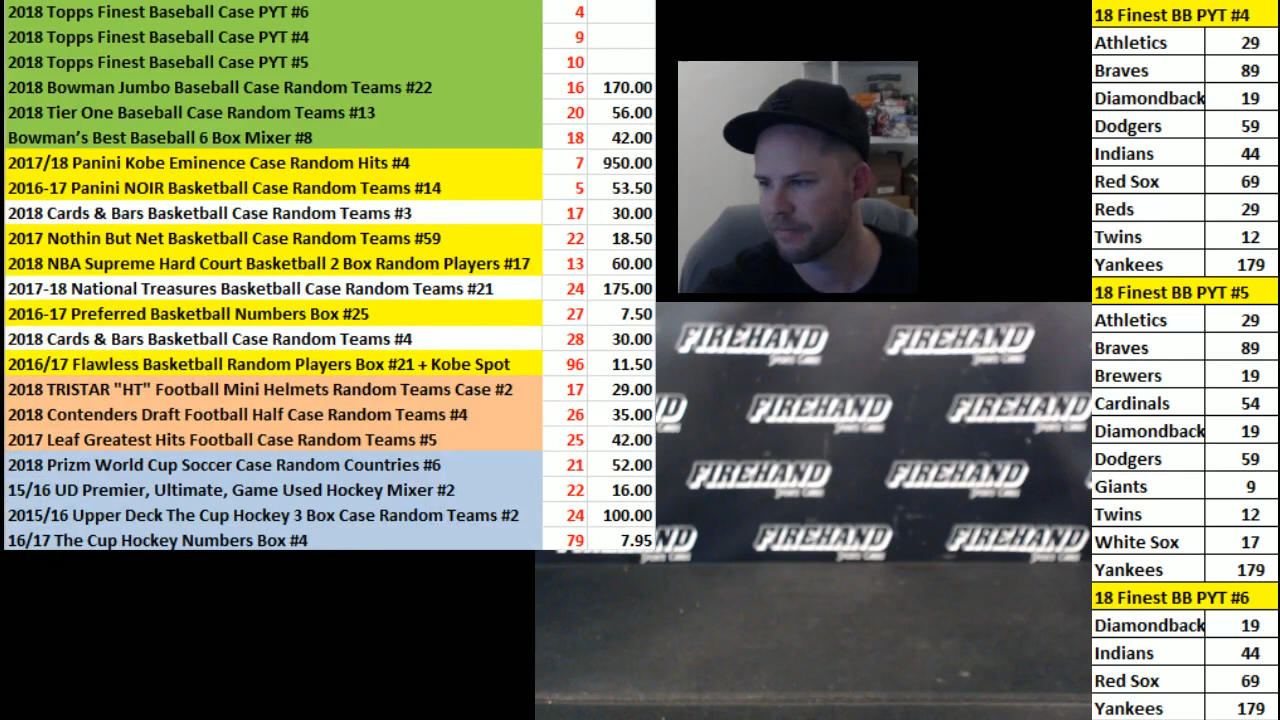 2018 Topps Finest Baseball Case PYT #6 4
2018 Topps Finest Baseball Case PYT #4 9
2018 Topps Finest Baseball Case PYT #5 10
2018 Bowman Jumbo Baseball Case Random Teams #22 16 170.00
2018 Tier One Baseball Case Random Teams #13 20 56.00
Bowman's Best Baseball 6 Box Mixer #8 18 42.00
2017/18 Panini Kobe Eminence Case Random Hits #4 7 950.00
2016-17 Panini NOIR Basketball Case Random Teams #14 5 53.50
2018 Cards & Bars Basketball Case Random Teams #3 17 30.00
2017 Nothin But Net Basketball Case Random Teams #59 22 18.50
2018 NBA Supreme Hard Court Basketball 2 Box Random Players #17 13 60.00
2017-18 National Treasures Basketball Case Random Teams #21 24 175.00
2016-17 Preferred Basketball Numbers Box #25 27 7.50
2018 Cards & Bars Basketball Case Random Teams #4 28 30.00
2016/17 Flawless Basketball Random Players Box #21 + Kobe Spot 96 11.50
2018 TRISTAR "HT" Football Mini Helmets Random Teams Case #2 17 29.00
2018 Contenders Draft Football Half Case Random Teams #4 26 35.00
2017 Leaf Greatest Hits Football Case Random Teams #5 25 42.00
2018 Prizm World Cup Soccer Case Random Countries #6 21 52.00
15/16 UD Premier, Ultimate, Game Used Hockey Mixer #2 22 16.00
2015/16 Upper Deck The Cup Hockey 3 Box Case Random Teams #2 24 100.00
16/17 The Cup Hockey Numbers Box #4 79 7.95
FIREHAND FIREHAND
FIREHAND FIREHAND
FIREHAND FIREHAND
FIREHAND FIREHAND
18 Finest BB PYT #4
Athletics 29
Braves 89
Diamondback 19
Dodgers 59
Indians 44
Red Sox 69
Reds 29
Twins 12
Yankees 179
18 Finest BB PYT #5
Athletics 29
Braves 89
Brewers 19
Cardinals 54
Diamondback 19
Dodgers 59
Giants 9
Twins 12
White Sox 17
Yankees 179
18 Finest BB PYT #6
Diamondback 19
Indians 44
Red Sox 69
Yankees 179